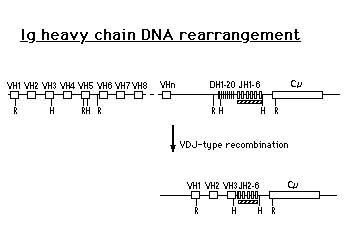 Ig heavy chain DNA rearrangement
VH1 VH2 VH3 VH4 VH5 VH6 VH7 VH8 VHn DH1-20 JH1-6 Cμ
R H RH R R H H R
VDJ-type recombination
VH1 VH2 VH3 JH2-6 Cμ
R H H R